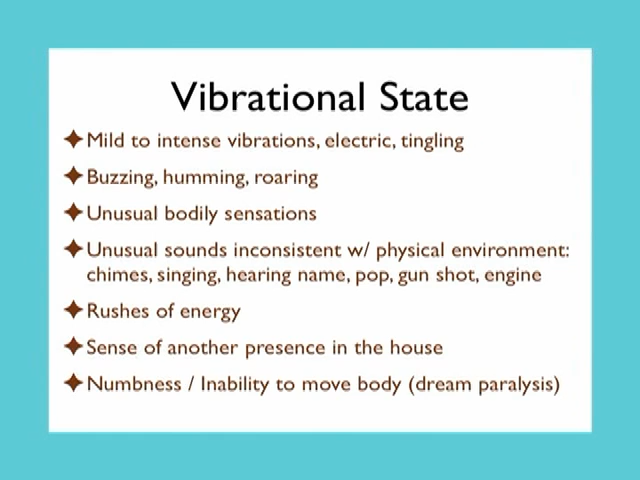 Vibrational State
Mild to intense vibrations, electric, tingling
Buzzing, humming, roaring
Unusual bodily sensations
Unusual sounds inconsistent w/ physical environment:
chimes, singing, hearing name, pop, gun shot, engine
Rushes of energy
Sense of another presence in the house
Numbness / Inability to move body (dream paralysis)